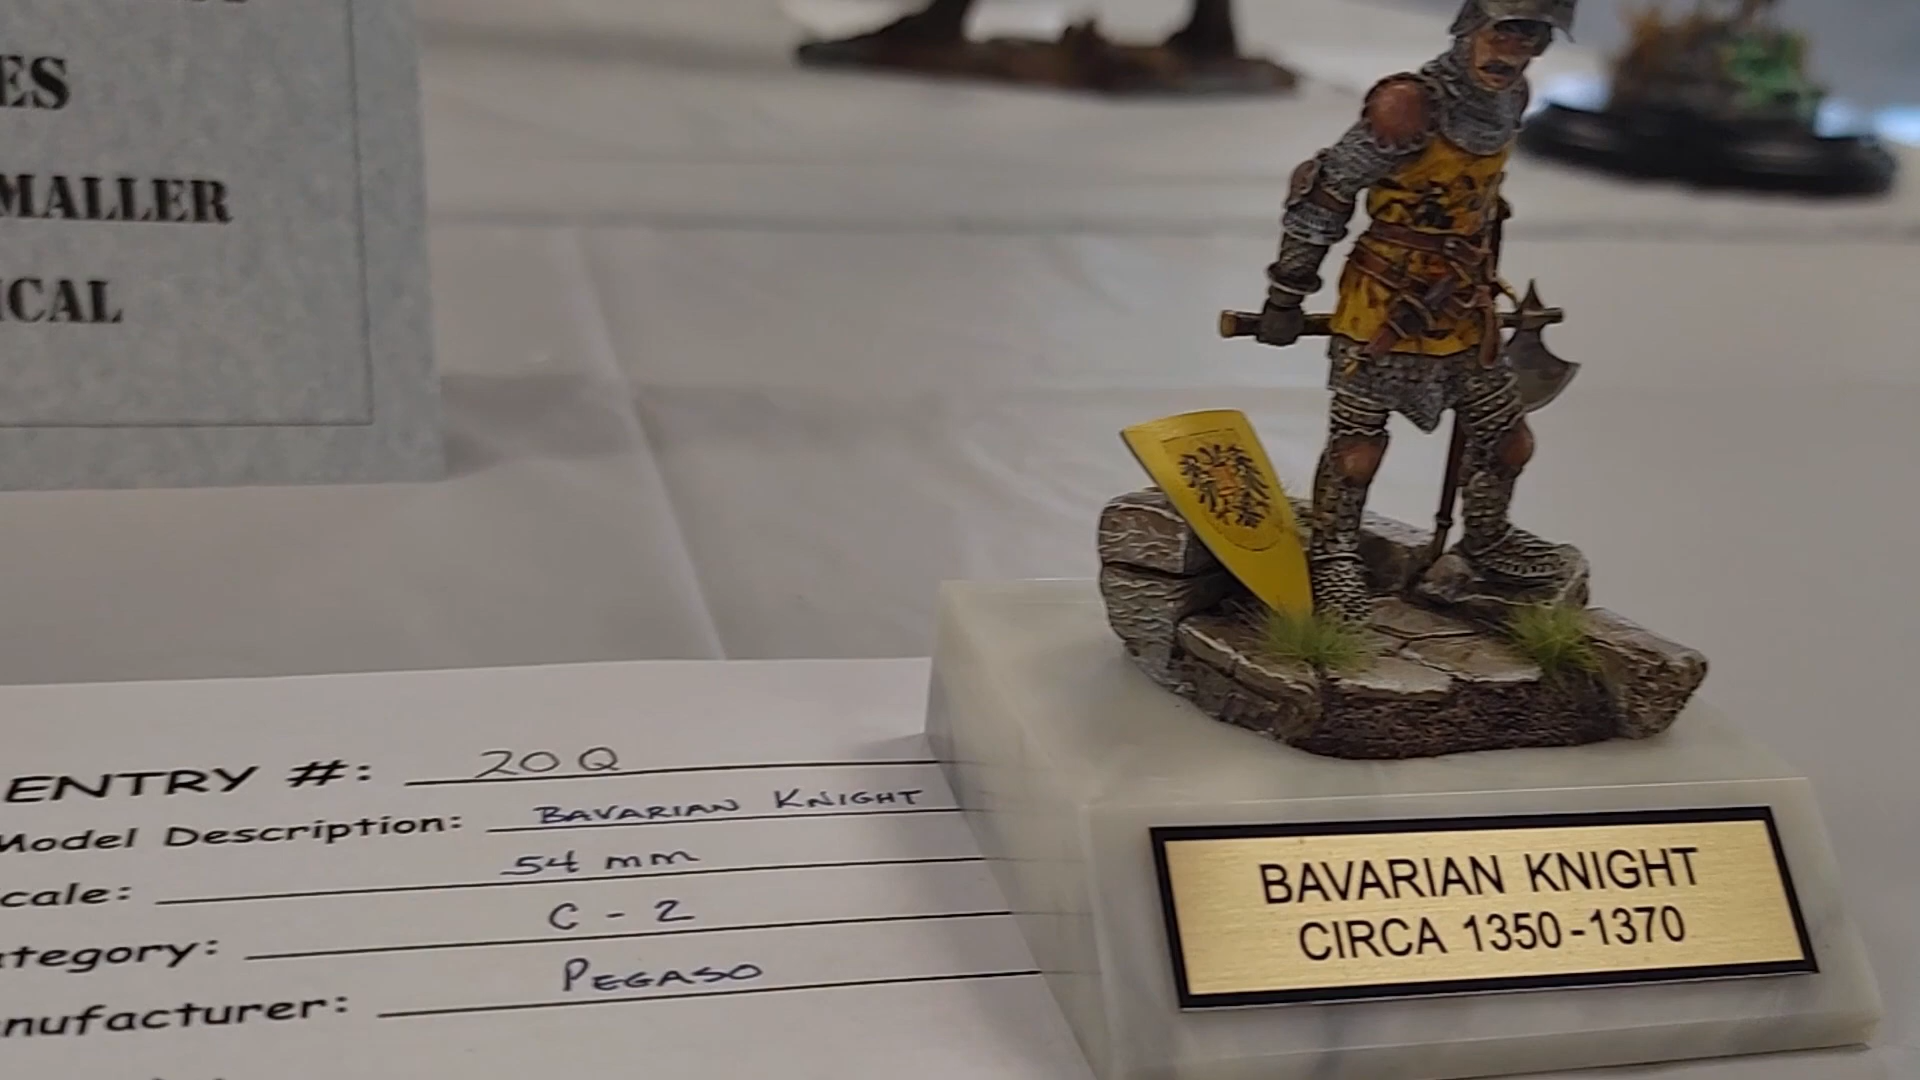 ES
MALLER
ICAL
ENTRY #: 20Q
Model Description: BAVARIAN KNIGHT
cale: 54 mm
ategory: C - 2
nufacturer: PEGASO
BAVARIAN KNIGHT
CIRCA 1350-1370